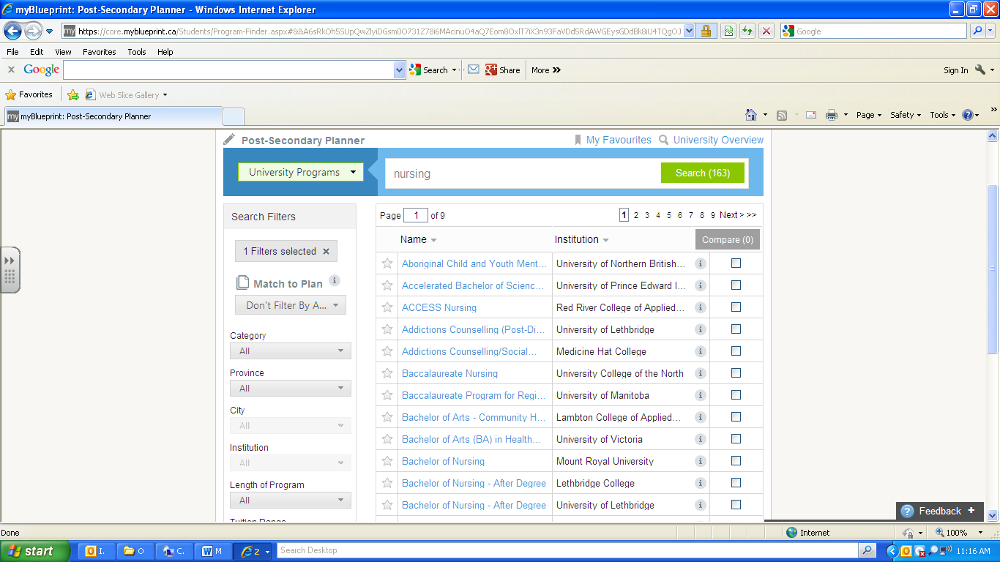 myBlueprint: Post-Secondary Planner - Windows Internet Explorer
my https://core.myblueprint.ca/Students/Program-Finder.aspx#&&A6sRkOh5SUpQwZlyiDGsm0O731Z78i6MAcinuO4aQ7Eom8OxlT7iX3n93FaVDd5RdAWGEysGDdBk8iU4TQgOJ Google
File Edit View Favorites Tools Help
x Google Search Share More >> Sign In
Favorites Web Slice Gallery
my myBlueprint: Post-Secondary Planner Page Safety Tools >>
Post-Secondary Planner My Favourites University Overview
University Programs nursing Search (163)
Search Filters Page 1 of 9 1 2 3 4 5 6 7 8 9 Next > >>
Name Institution Compare (0)
1 Filters selected x
Aboriginal Child and Youth Ment... University of Northern British...
Match to Plan
Accelerated Bachelor of Scienc... University of Prince Edward I...
Don't Filter By A... ACCESS Nursing Red River College of Applied...
Addictions Counselling (Post-Di... University of Lethbridge
Category
All Addictions Counselling/Social... Medicine Hat College
Province Baccalaureate Nursing University College of the North
All Baccalaureate Program for Regi... University of Manitoba
City Bachelor of Arts - Community H... Lambton College of Applied...
All
Bachelor of Arts (BA) in Health... University of Victoria
Institution
All Bachelor of Nursing Mount Royal University
Length of Program Bachelor of Nursing - After Degree Lethbridge College
All Bachelor of Nursing - After Degree University of Lethbridge
Tuition Range
Feedback +
Done Internet 100%
start I. O C. M 2 Search Desktop 11:16 AM